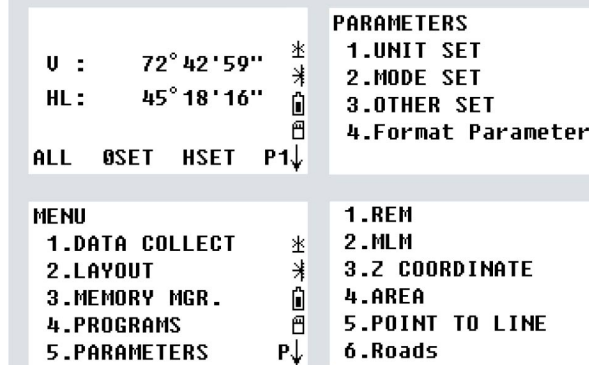 V : 72°42'59"
HL: 45°18'16"
ALL 0SET HSET P1↓
PARAMETERS
1.UNIT SET
2.MODE SET
3.OTHER SET
4.Format Parameter
MENU
1.DATA COLLECT
2.LAYOUT
3.MEMORY MGR.
4.PROGRAMS
5.PARAMETERS P↓
1.REM
2.MLM
3.Z COORDINATE
4.AREA
5.POINT TO LINE
6.Roads